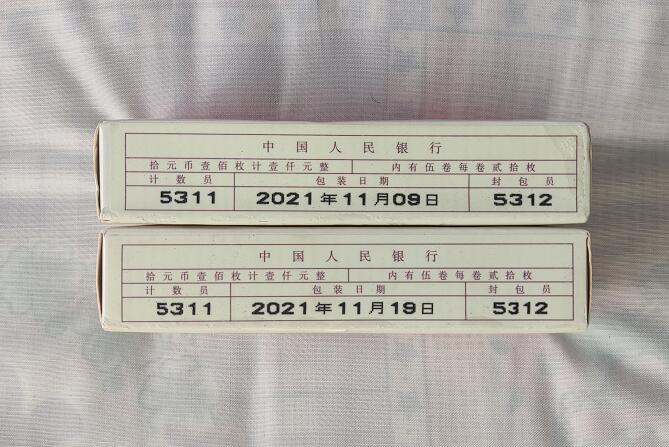 中国人民银行
拾元币壹佰枚计壹仟元整 内有伍卷每卷贰拾枚
计数员 包装日期 封包员
5311 2021年11月09日 5312
中国人民银行
拾元币壹佰枚计壹仟元整 内有伍卷每卷贰拾枚
计数员 包装日期 封包员
5311 2021年11月19日 5312